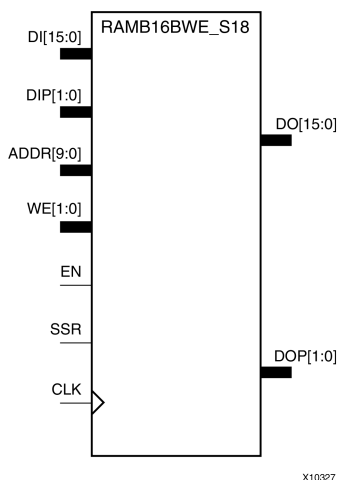 RAMB16BWE_S18
DI[15:0]
DIP[1:0]
DO[15:0]
ADDR[9:0]
WE[1:0]
EN
SSR
DOP[1:0]
CLK
X10327